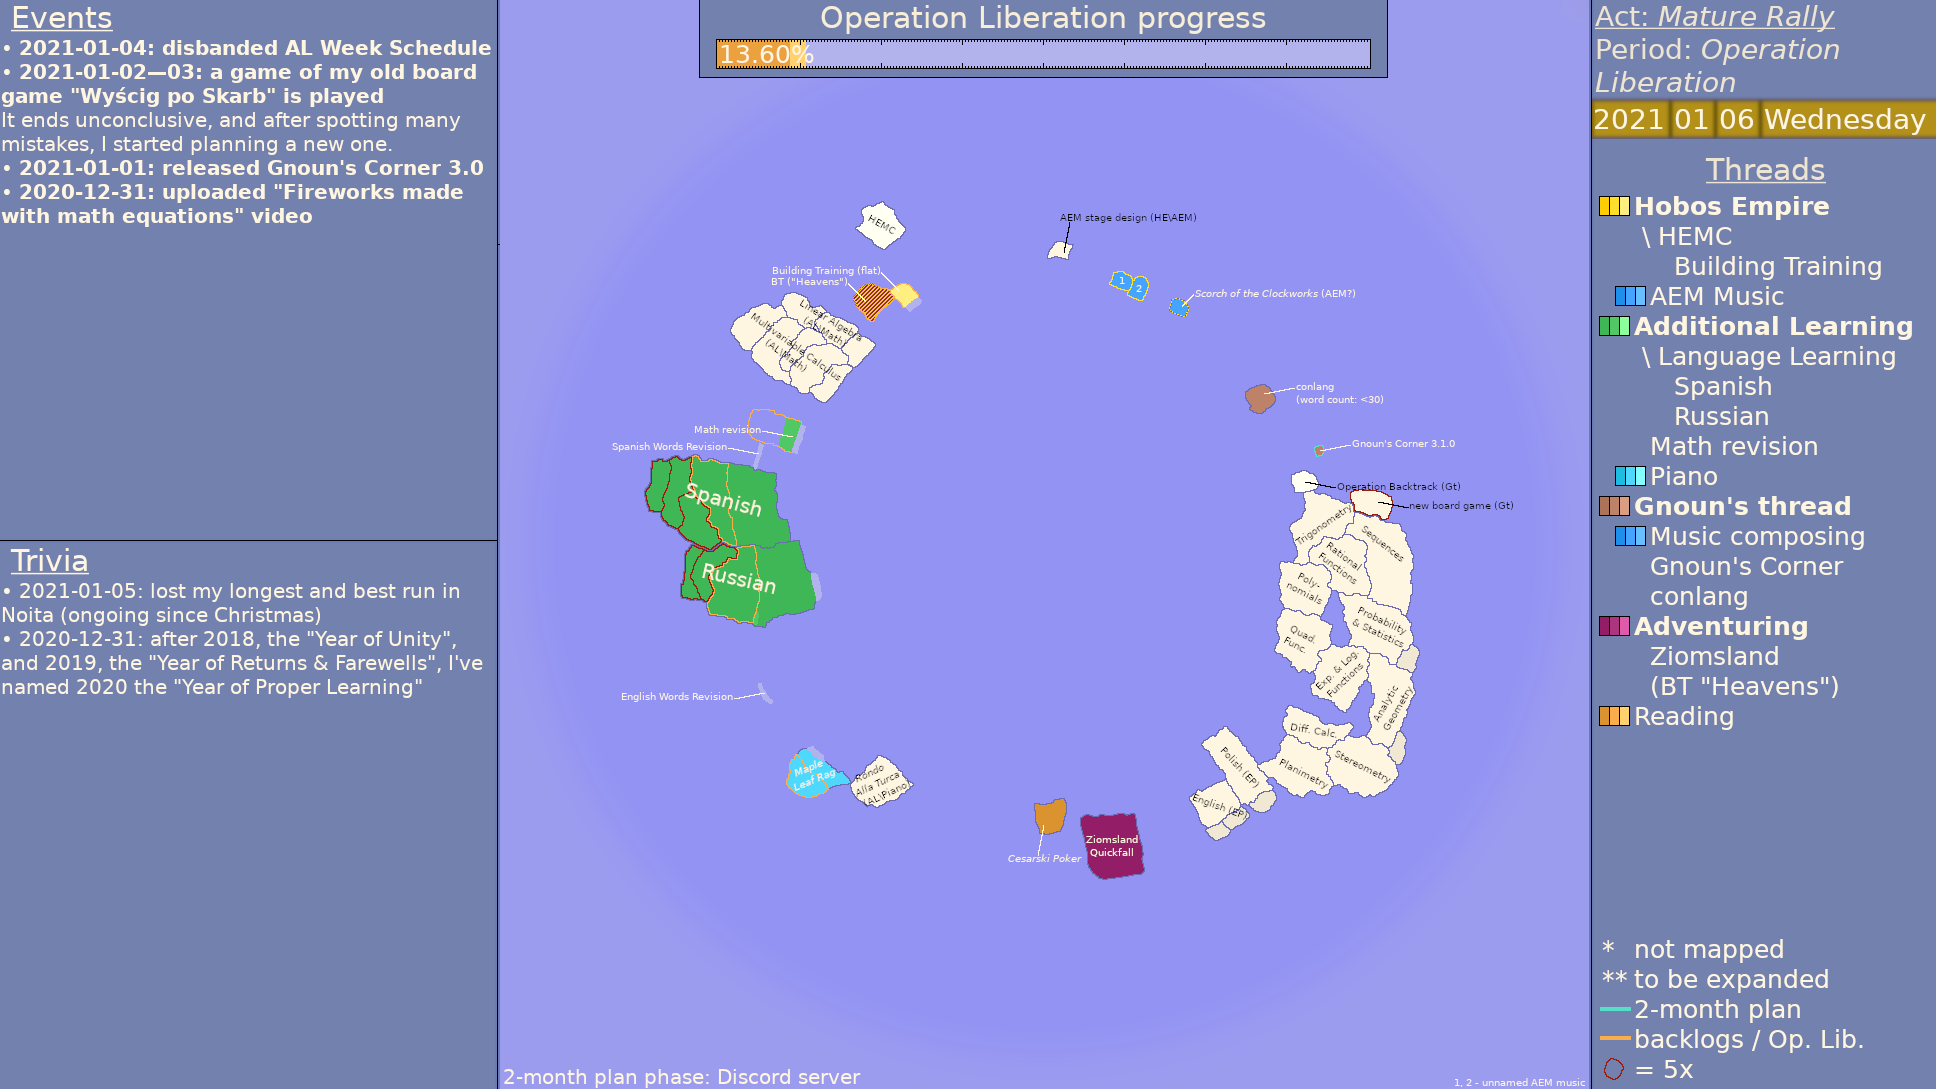 Events
• 2021-01-04: disbanded AL Week Schedule
• 2021-01-02—03: a game of my old board
game "Wyścig po Skarb" is played
It ends unconclusive, and after spotting many
mistakes, I started planning a new one.
• 2021-01-01: released Gnoun's Corner 3.0
• 2020-12-31: uploaded "Fireworks made
with math equations" video
Trivia
• 2021-01-05: lost my longest and best run in
Noita (ongoing since Christmas)
• 2020-12-31: after 2018, the "Year of Unity",
and 2019, the "Year of Returns & Farewells", I've
named 2020 the "Year of Proper Learning"
Operation Liberation progress
13.60%
HEMC
AEM stage design (HE\AEM)
Building Training (flat)
BT ("Heavens")
1
2
Scorch of the Clockworks (AEM?)
Linear Algebra
(AL\Math)
Multivariable Calculus
(AL\Math)
conlang
(word count: <30)
Math revision
Spanish Words Revision
Gnoun's Corner 3.1.0
Spanish
Operation Backtrack (Gt)
new board game (Gt)
Trigonometry
Sequences
Rational
Functions
Russian
Poly-
nomials
Probability
& Statistics
Quad.
Func.
Exp. & Log.
Functions
Analytic
Geometry
English Words Revision
Diff. Calc.
Stereometry
Planimetry
Polish (EP)
English (EP)
Maple
Leaf Rag
Rondo
Alla Turca
(AL\Piano)
Cesarski Poker
Ziomsland
Quickfall
2-month plan phase: Discord server
1, 2 - unnamed AEM music
Act: Mature Rally
Period: Operation
Liberation
2021 01 06 Wednesday
Threads
Hobos Empire
\ HEMC
Building Training
AEM Music
Additional Learning
\ Language Learning
Spanish
Russian
Math revision
Piano
Gnoun's thread
Music composing
Gnoun's Corner
conlang
Adventuring
Ziomsland
(BT "Heavens")
Reading
* not mapped
** to be expanded
2-month plan
backlogs / Op. Lib.
= 5x